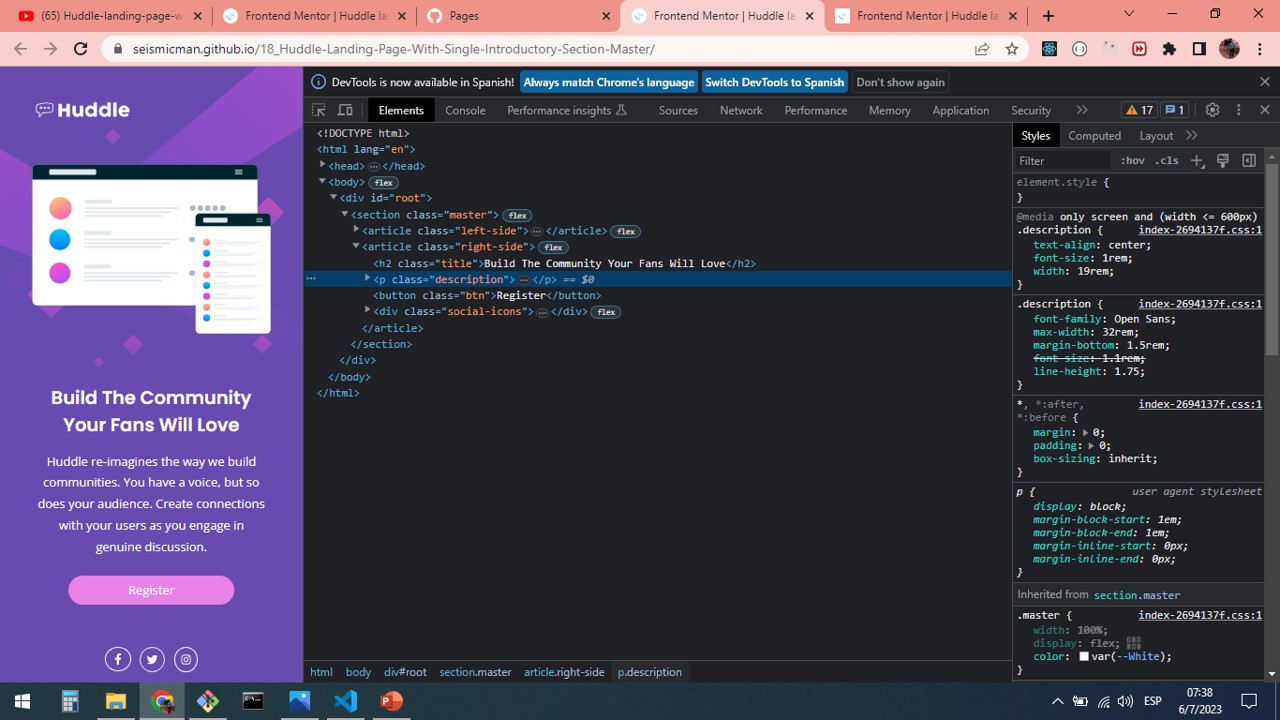 (65) Huddle-landing-page-w
Frontend Mentor | Huddle lan
Pages
Frontend Mentor | Huddle la
Frontend Mentor | Huddle la
seismicman.github.io/18_Huddle-Landing-Page-With-Single-Introductory-Section-Master/
DevTools is now available in Spanish!
Always match Chrome's language
Switch DevTools to Spanish
Don't show again
Elements
Console
Performance insights
Sources
Network
Performance
Memory
Application
Security
17
1
Huddle
Build The Community
Your Fans Will Love
Huddle re-imagines the way we build
communities. You have a voice, but so
does your audience. Create connections
with your users as you engage in
genuine discussion.
Register
<!DOCTYPE html>
<html lang="en">
<head>…</head>
<body> flex
<div id="root">
<section class="master"> flex
<article class="left-side">…</article> flex
<article class="right-side"> flex
<h2 class="title">Build The Community Your Fans Will Love</h2>
<p class="description">…</p> == $0
<button class="btn">Register</button>
<div class="social-icons">…</div> flex
</article>
</section>
</div>
</body>
</html>
html
body
div#root
section.master
article.right-side
p.description
Styles
Computed
Layout
Filter
:hov
.cls
element.style {
}
@media only screen and (width <= 600px)
.description { index-2694137f.css:1
text-align: center;
font-size: 1rem;
width: 19rem;
}
.description { index-2694137f.css:1
font-family: Open Sans;
max-width: 32rem;
margin-bottom: 1.5rem;
font-size: 1.1rem;
line-height: 1.75;
}
*, *:after, index-2694137f.css:1
*:before {
margin: 0;
padding: 0;
box-sizing: inherit;
}
p { user agent stylesheet
display: block;
margin-block-start: 1em;
margin-block-end: 1em;
margin-inline-start: 0px;
margin-inline-end: 0px;
}
Inherited from section.master
.master { index-2694137f.css:1
width: 100%;
display: flex;
color: var(--White);
}
ESP
07:38
6/7/2023